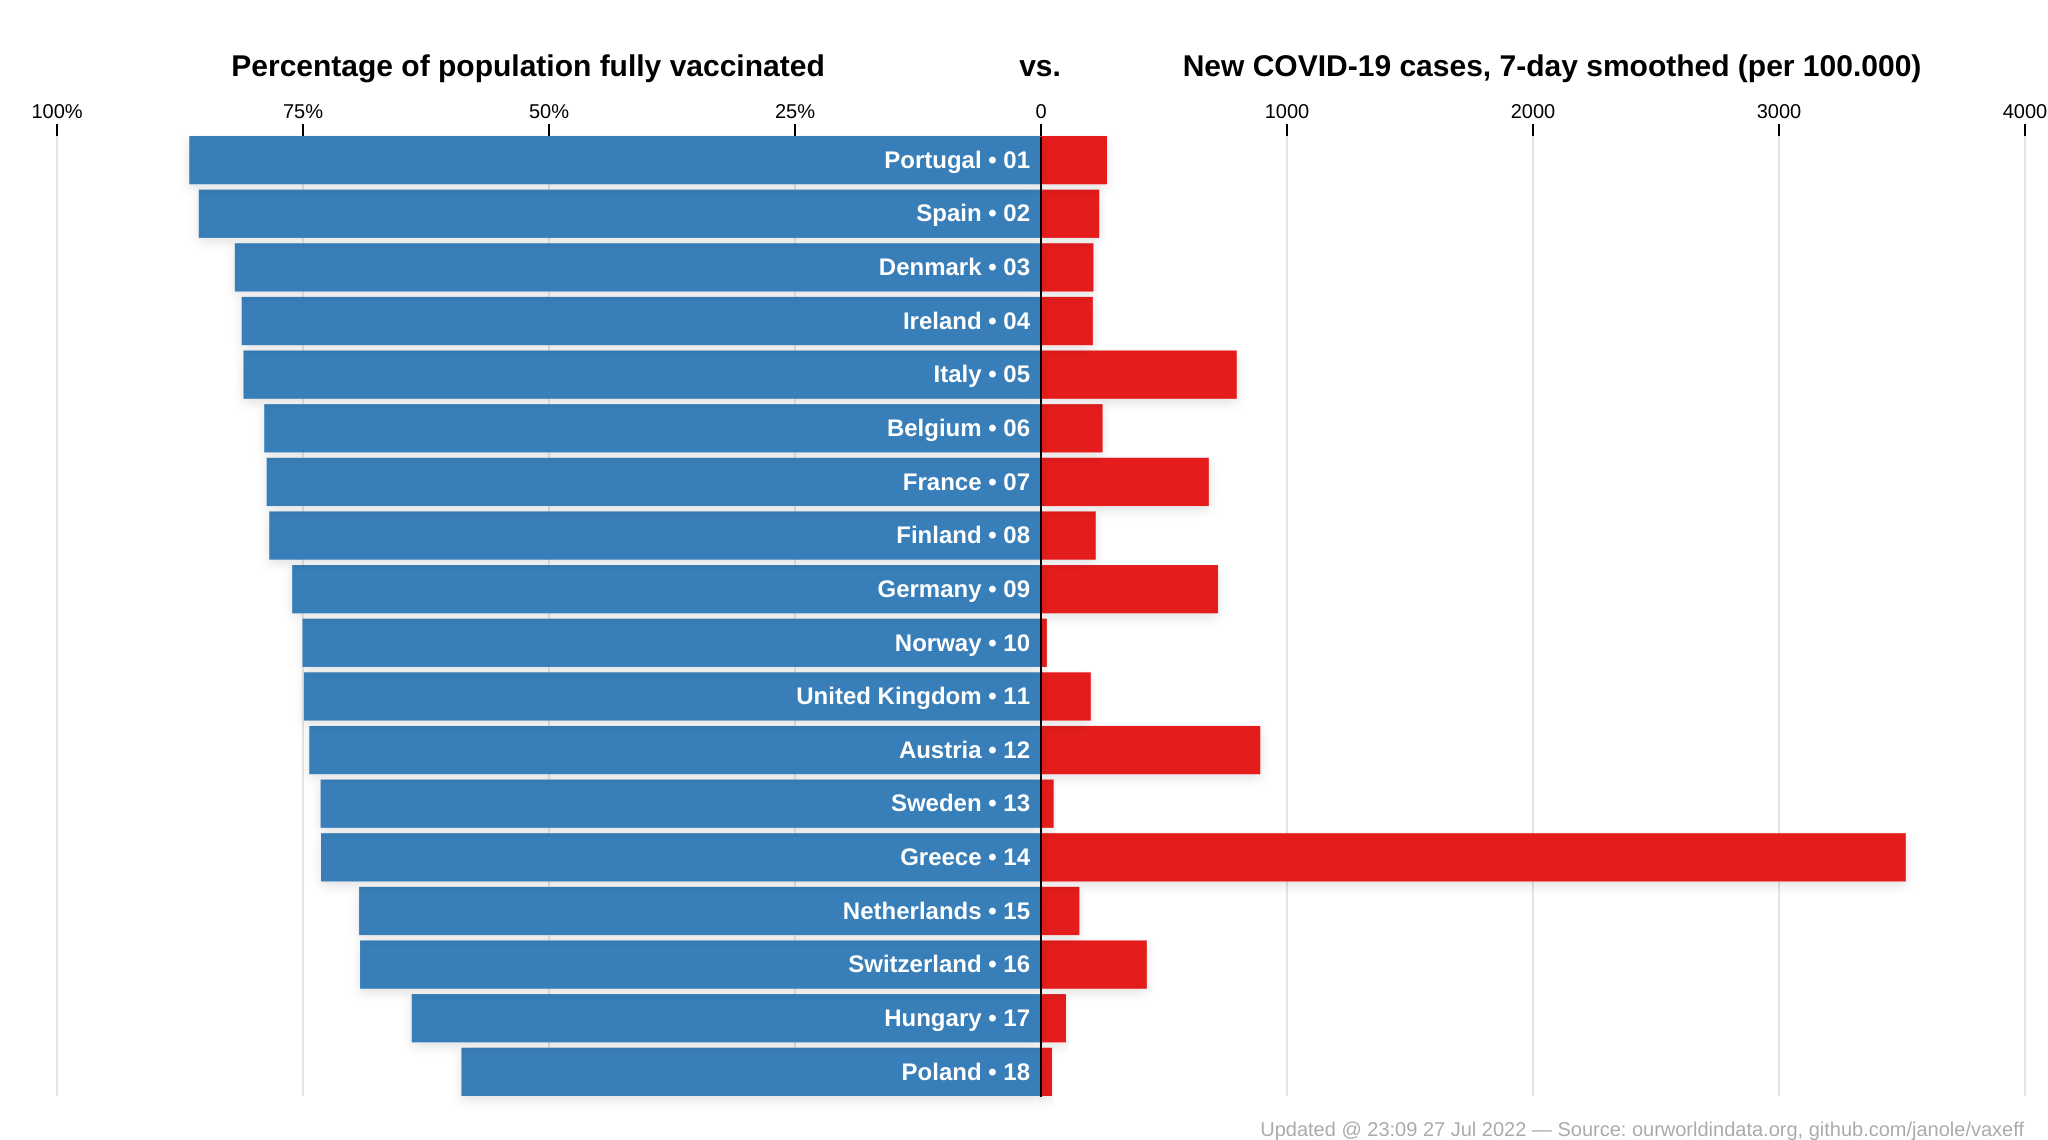 Percentage of population fully vaccinated vs. New COVID-19 cases, 7-day smoothed (per 100.000)
100% 75% 50% 25% 0 1000 2000 3000 4000
Portugal • 01
Spain • 02
Denmark • 03
Ireland • 04
Italy • 05
Belgium • 06
France • 07
Finland • 08
Germany • 09
Norway • 10
United Kingdom • 11
Austria • 12
Sweden • 13
Greece • 14
Netherlands • 15
Switzerland • 16
Hungary • 17
Poland • 18
Updated @ 23:09 27 Jul 2022 — Source: ourworldindata.org, github.com/janole/vaxeff